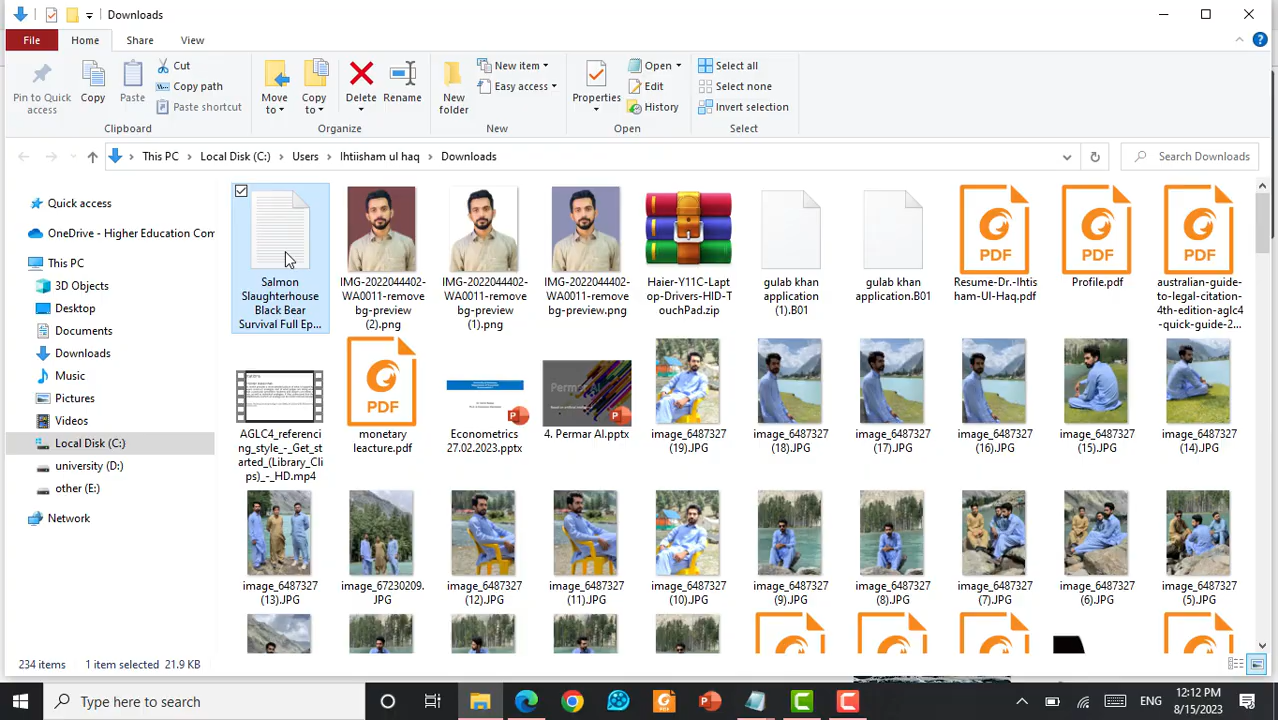 Downloads
File Home Share View
Pin to Quick access
Copy
Paste
Cut
Copy path
Paste shortcut
Clipboard
Move to
Copy to
Delete
Rename
Organize
New folder
New item
Easy access
New
Properties
Open
Edit
History
Open
Select all
Select none
Invert selection
Select
This PC Local Disk (C:) Users Ihtiisham ul haq Downloads
Search Downloads
Quick access
OneDrive - Higher Education Com
This PC
3D Objects
Desktop
Documents
Downloads
Music
Pictures
Videos
Local Disk (C:)
university (D:)
other (E:)
Network
Salmon
Slaughterhouse
Black Bear
Survival Full Ep...
IMG-2022044402-
WA0011-remove
bg-preview
(2).png
IMG-2022044402-
WA0011-remove
bg-preview
(1).png
IMG-2022044402-
WA0011-remove
bg-preview.png
Haier-Y11C-Lapt
op-Drivers-HID-T
ouchPad.zip
gulab khan
application
(1).B01
gulab khan
application.B01
PDF
Resume-Dr.-Ihtis
ham-Ul-Haq.pdf
PDF
Profile.pdf
PDF
australian-guide-
to-legal-citation-
4th-edition-aglc4
-quick-guide-2...
AGLC4_referenci
ng_style_-_Get_st
arted_(Library_Cli
ps)_-_HD.mp4
PDF
monetary
leacture.pdf
Econometrics
27.02.2023.pptx
Permar AI
4. Permar AI.pptx
image_6487327
(19).JPG
image_6487327
(18).JPG
image_6487327
(17).JPG
image_6487327
(16).JPG
image_6487327
(15).JPG
image_6487327
(14).JPG
image_6487327
(13).JPG
image_67230209.
JPG
image_6487327
(12).JPG
image_6487327
(11).JPG
image_6487327
(10).JPG
image_6487327
(9).JPG
image_6487327
(8).JPG
image_6487327
(7).JPG
image_6487327
(6).JPG
image_6487327
(5).JPG
234 items 1 item selected 21.9 KB
Type here to search
ENG
12:12 PM
8/15/2023